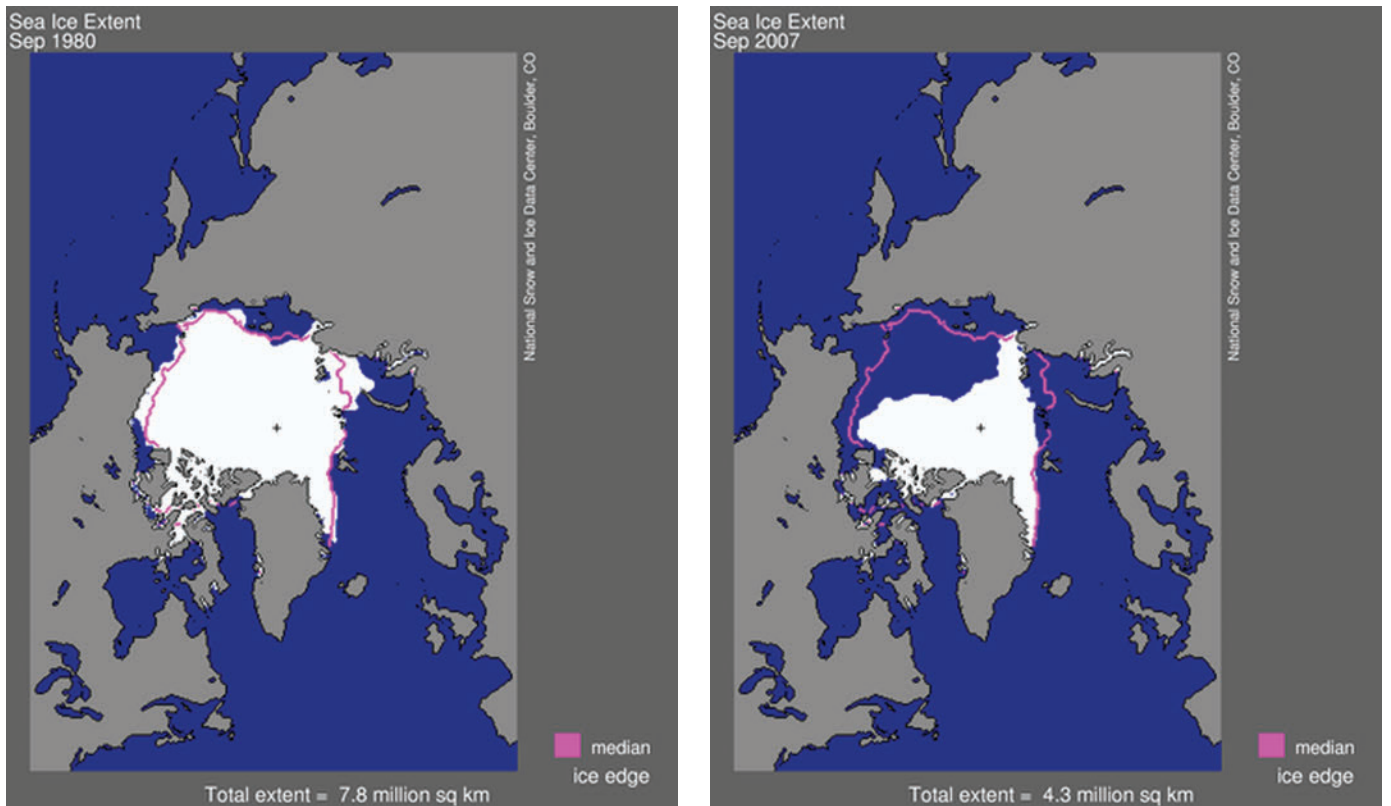 Sea Ice Extent
Sep 1980
National Snow and Ice Data Center, Boulder, CO
median
ice edge
Total extent = 7.8 million sq km
Sea Ice Extent
Sep 2007
National Snow and Ice Data Center, Boulder, CO
median
ice edge
Total extent = 4.3 million sq km